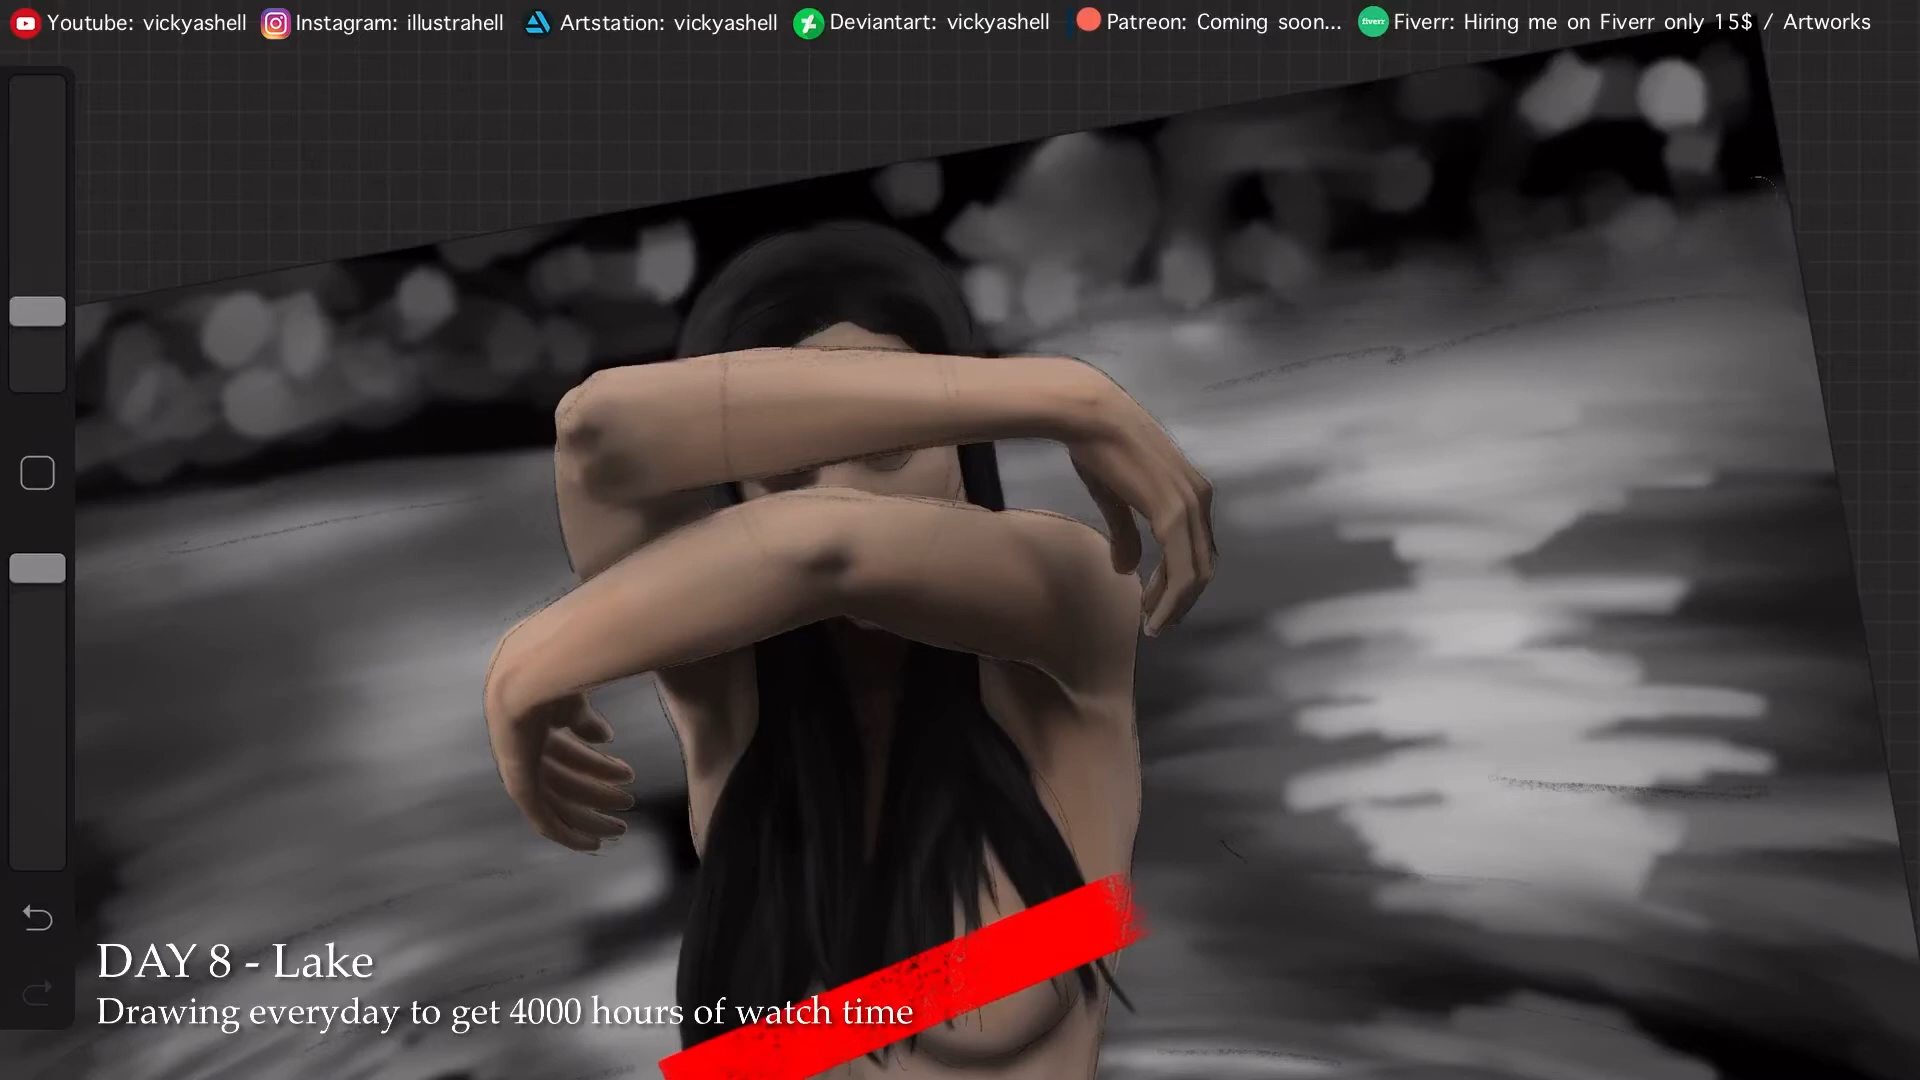 Youtube: vickyashell Instagram: illustrahell Artstation: vickyashell Deviantart: vickyashell Patreon: Coming soon... fiverr Fiverr: Hiring me on Fiverr only 15$ / Artworks
DAY 8 - Lake
Drawing everyday to get 4000 hours of watch time